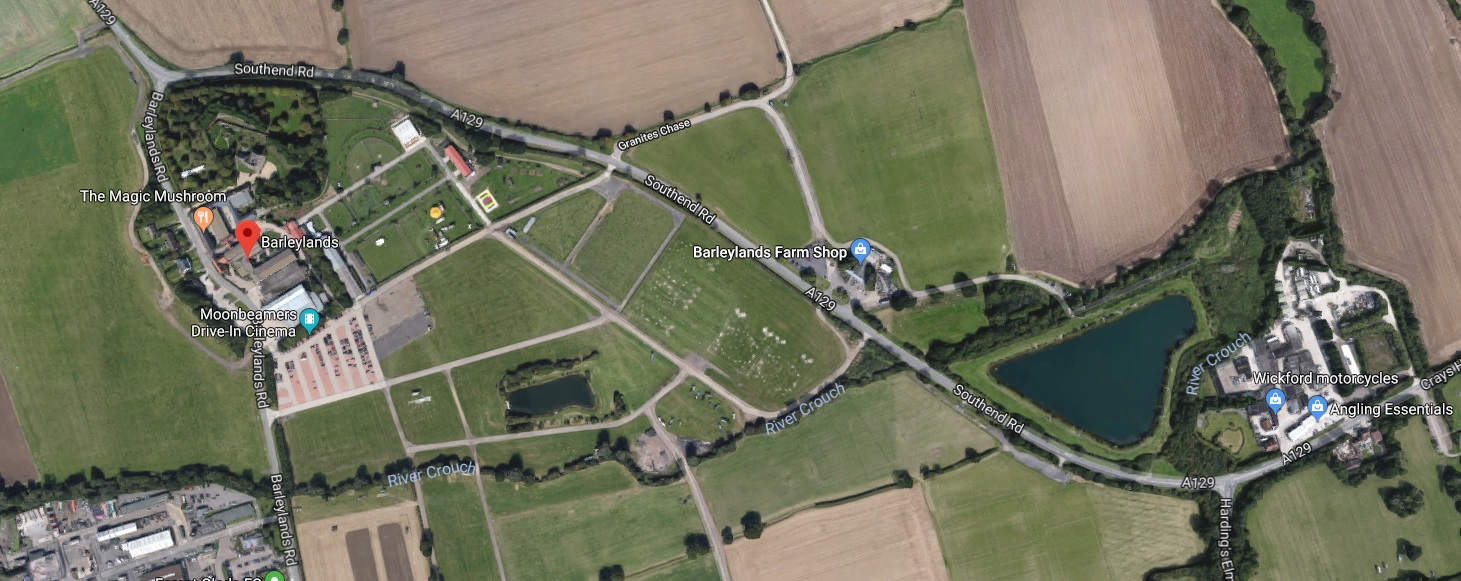 A129
Southend Rd
A129
Barleylands Rd
Granites Chase
Southend Rd
The Magic Mushroom
Barleylands
Barleylands Farm Shop
A129
Moonbeamers
Drive-In Cinema
Barleylands Rd
River Crouch
Wickford motorcycles
Crays
Angling Essentials
River Crouch
Southend Rd
A129
River Crouch
A129
Barleylands Rd
Harding's Elm